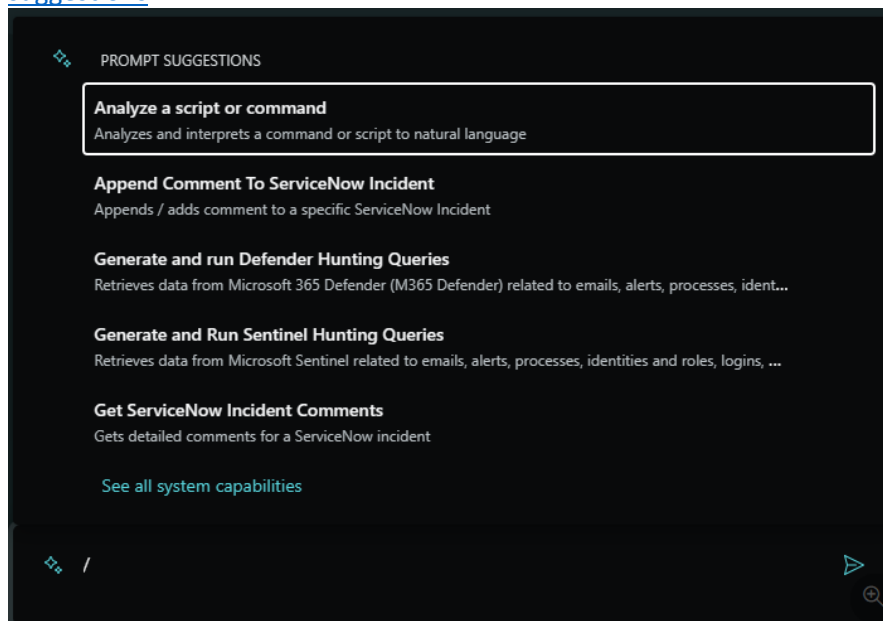 PROMPT SUGGESTIONS
Analyze a script or command
Analyzes and interprets a command or script to natural language
Append Comment To ServiceNow Incident
Appends / adds comment to a specific ServiceNow Incident
Generate and run Defender Hunting Queries
Retrieves data from Microsoft 365 Defender (M365 Defender) related to emails, alerts, processes, ident...
Generate and Run Sentinel Hunting Queries
Retrieves data from Microsoft Sentinel related to emails, alerts, processes, identities and roles, logins, ...
Get ServiceNow Incident Comments
Gets detailed comments for a ServiceNow incident
See all system capabilities
/